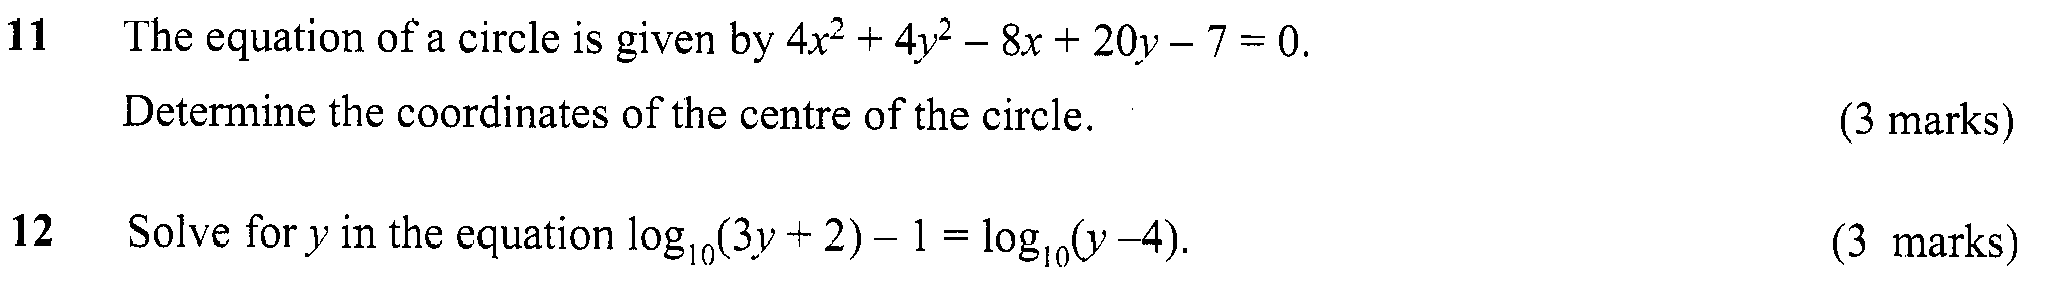 11 The equation of a circle is given by 4x² + 4y² – 8x + 20y – 7 = 0.
Determine the coordinates of the centre of the circle. (3 marks)
12 Solve for y in the equation log₁₀(3y + 2) – 1 = log₁₀(y –4). (3 marks)